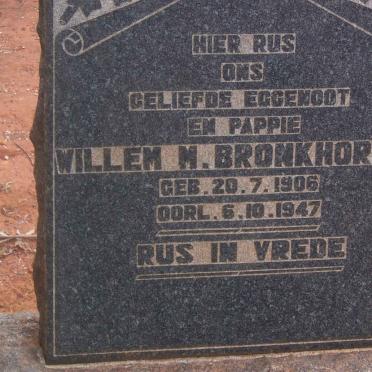 HIER RUS
ONS
GELIEFDE EGGENOOT
EN PAPPIE
WILLEM M. BRONKHOR
GEB. 20.7.1906
OORL. 6.10.1947
RUS IN VREDE